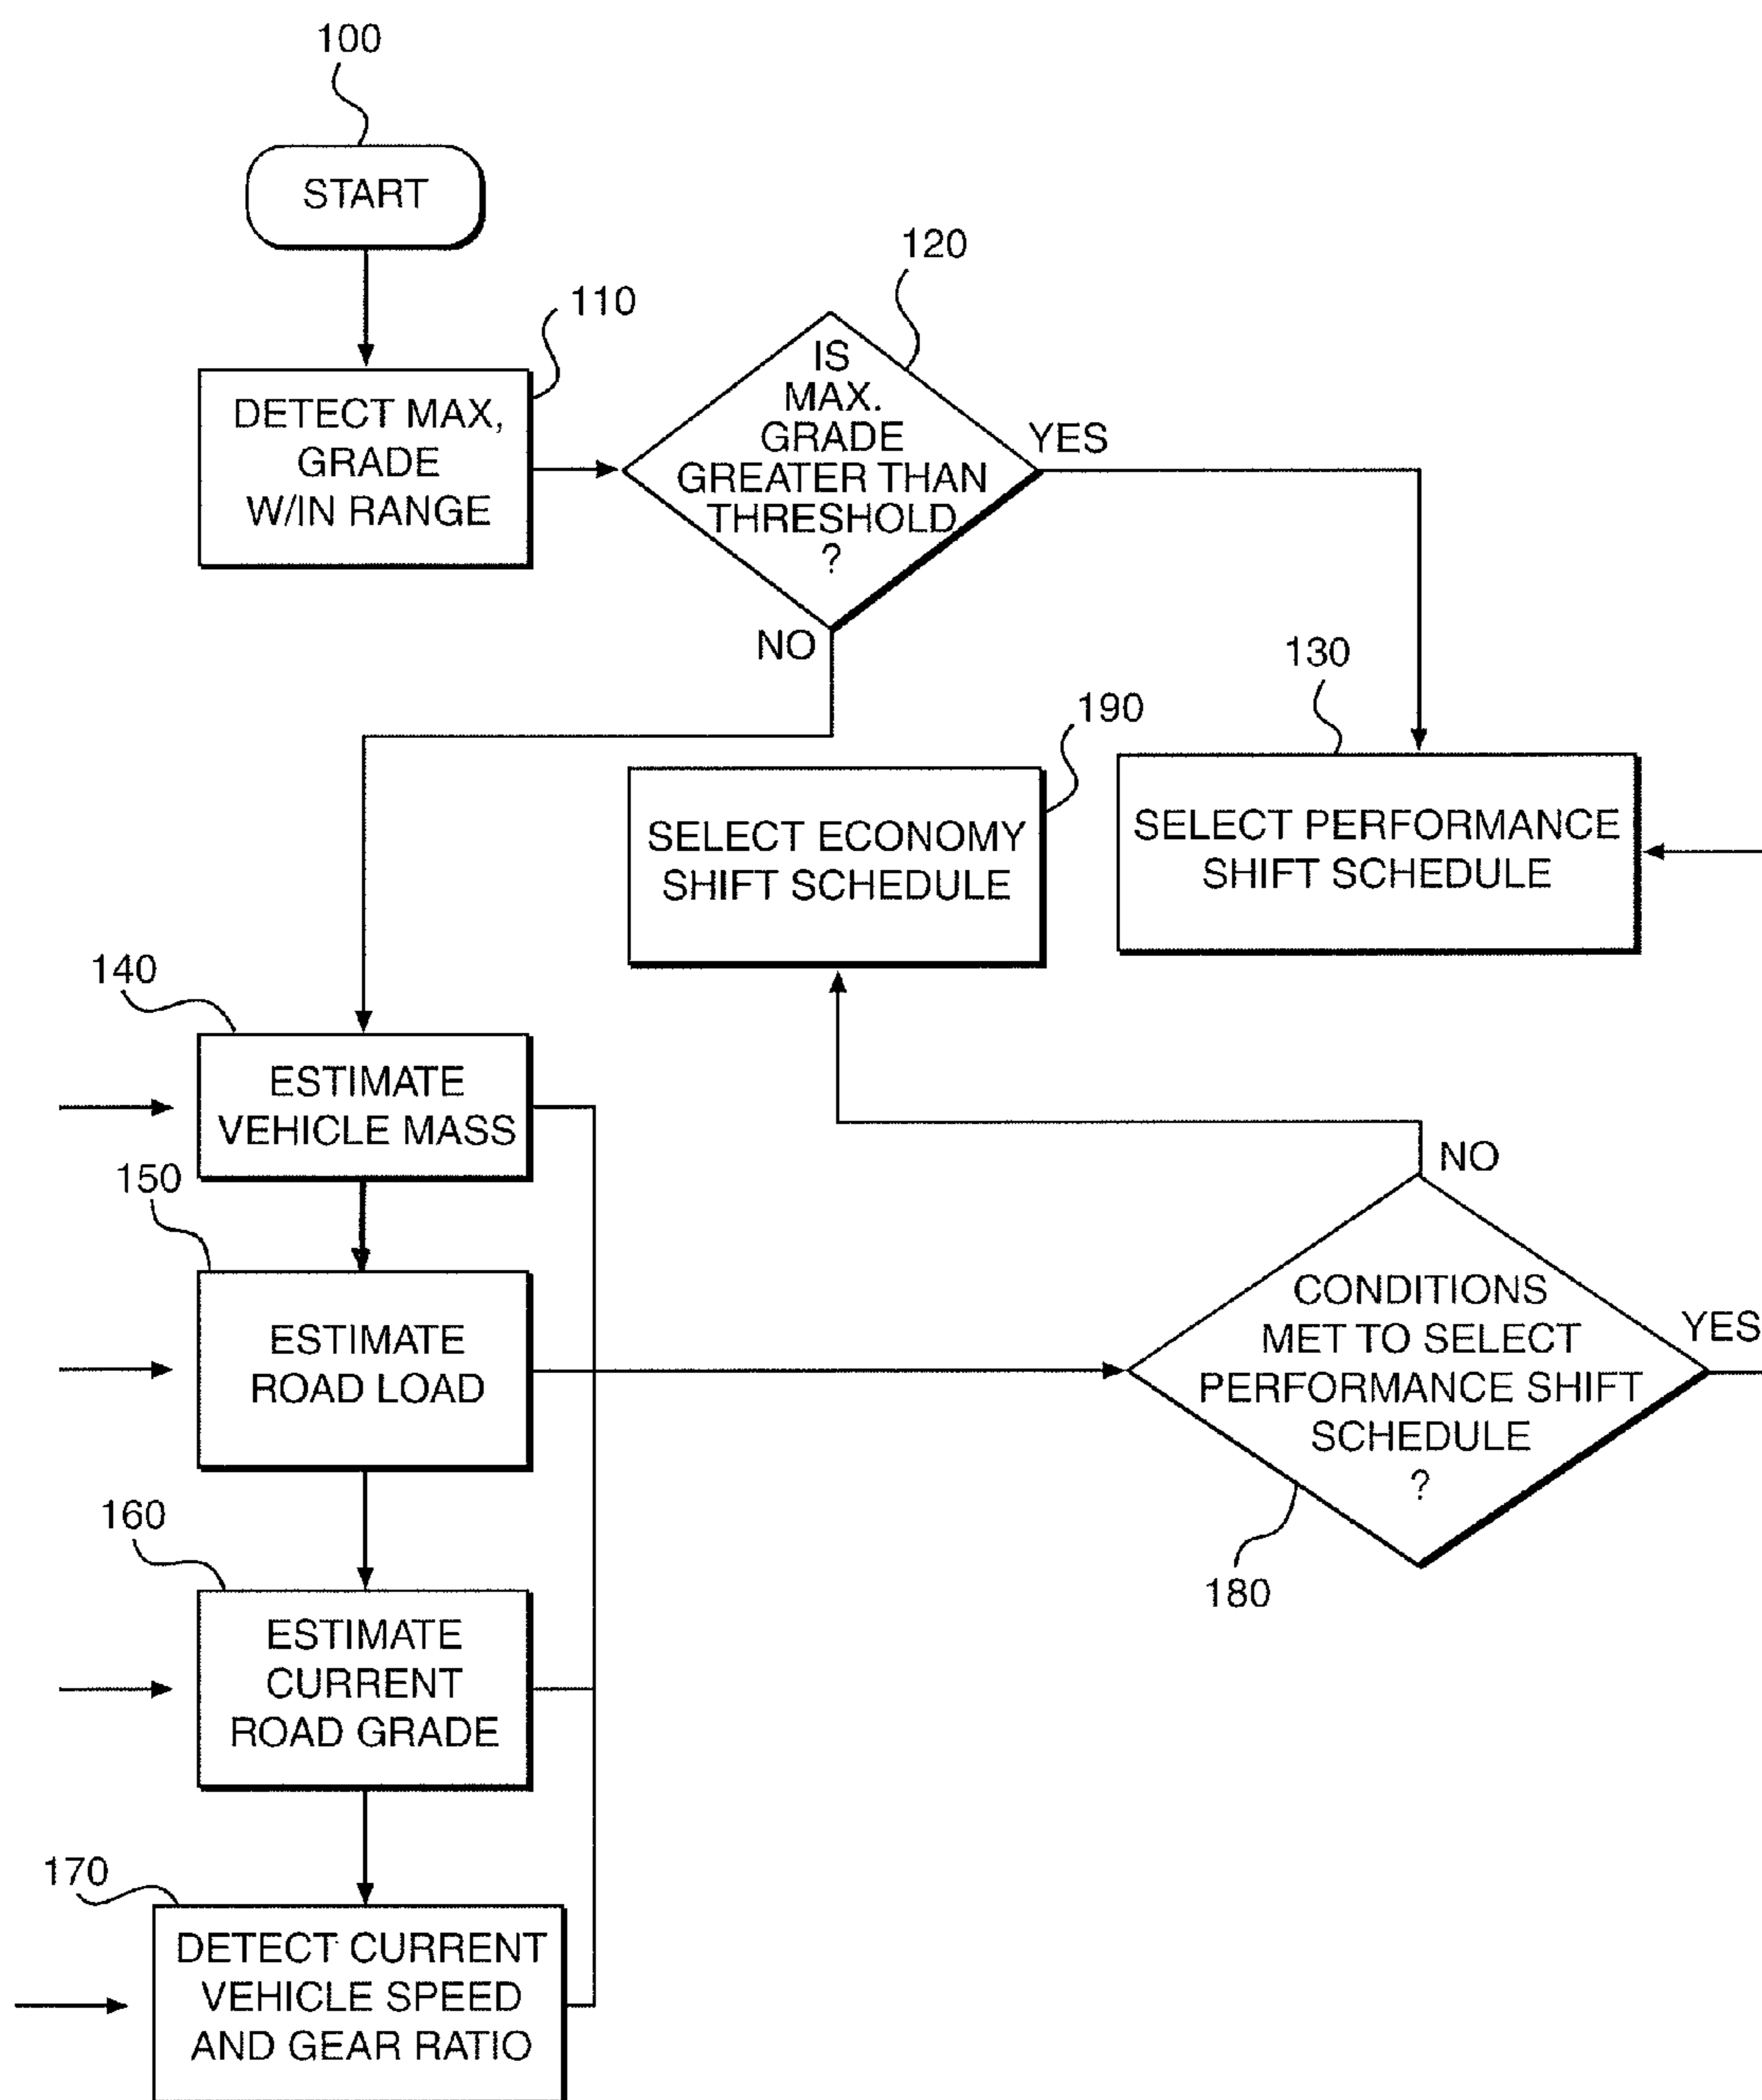 100
START
110
DETECT MAX,
GRADE
W/IN RANGE
120
IS
MAX.
GRADE
GREATER THAN
THRESHOLD
?
YES
NO
130
SELECT PERFORMANCE
SHIFT SCHEDULE
190
SELECT ECONOMY
SHIFT SCHEDULE
140
ESTIMATE
VEHICLE MASS
150
ESTIMATE
ROAD LOAD
160
ESTIMATE
CURRENT
ROAD GRADE
170
DETECT CURRENT
VEHICLE SPEED
AND GEAR RATIO
NO
CONDITIONS
MET TO SELECT
PERFORMANCE SHIFT
SCHEDULE
?
YES
180